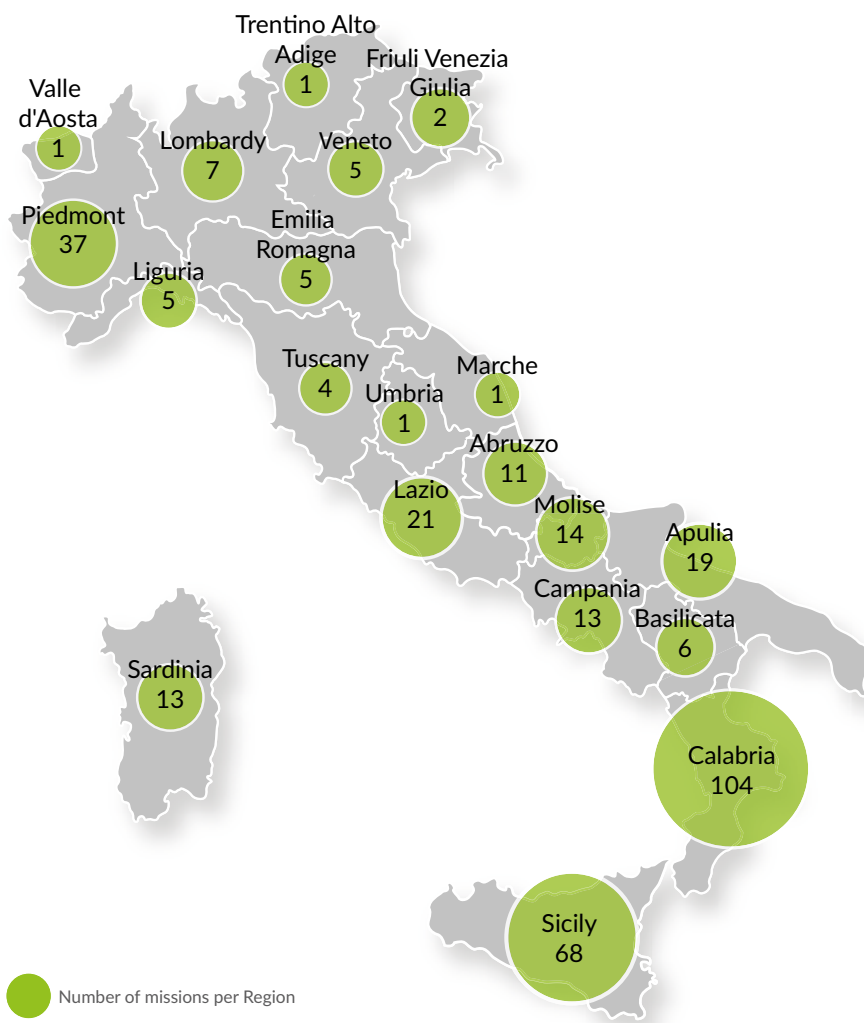 Trentino Alto
Adige
1
Friuli Venezia
Giulia
2
Valle
d'Aosta
1
Lombardy
7
Veneto
5
Piedmont
37
Emilia
Romagna
5
Liguria
5
Tuscany
4
Umbria
1
Marche
1
Abruzzo
11
Lazio
21
Molise
14
Apulia
19
Campania
13
Basilicata
6
Sardinia
13
Calabria
104
Sicily
68
Number of missions per Region